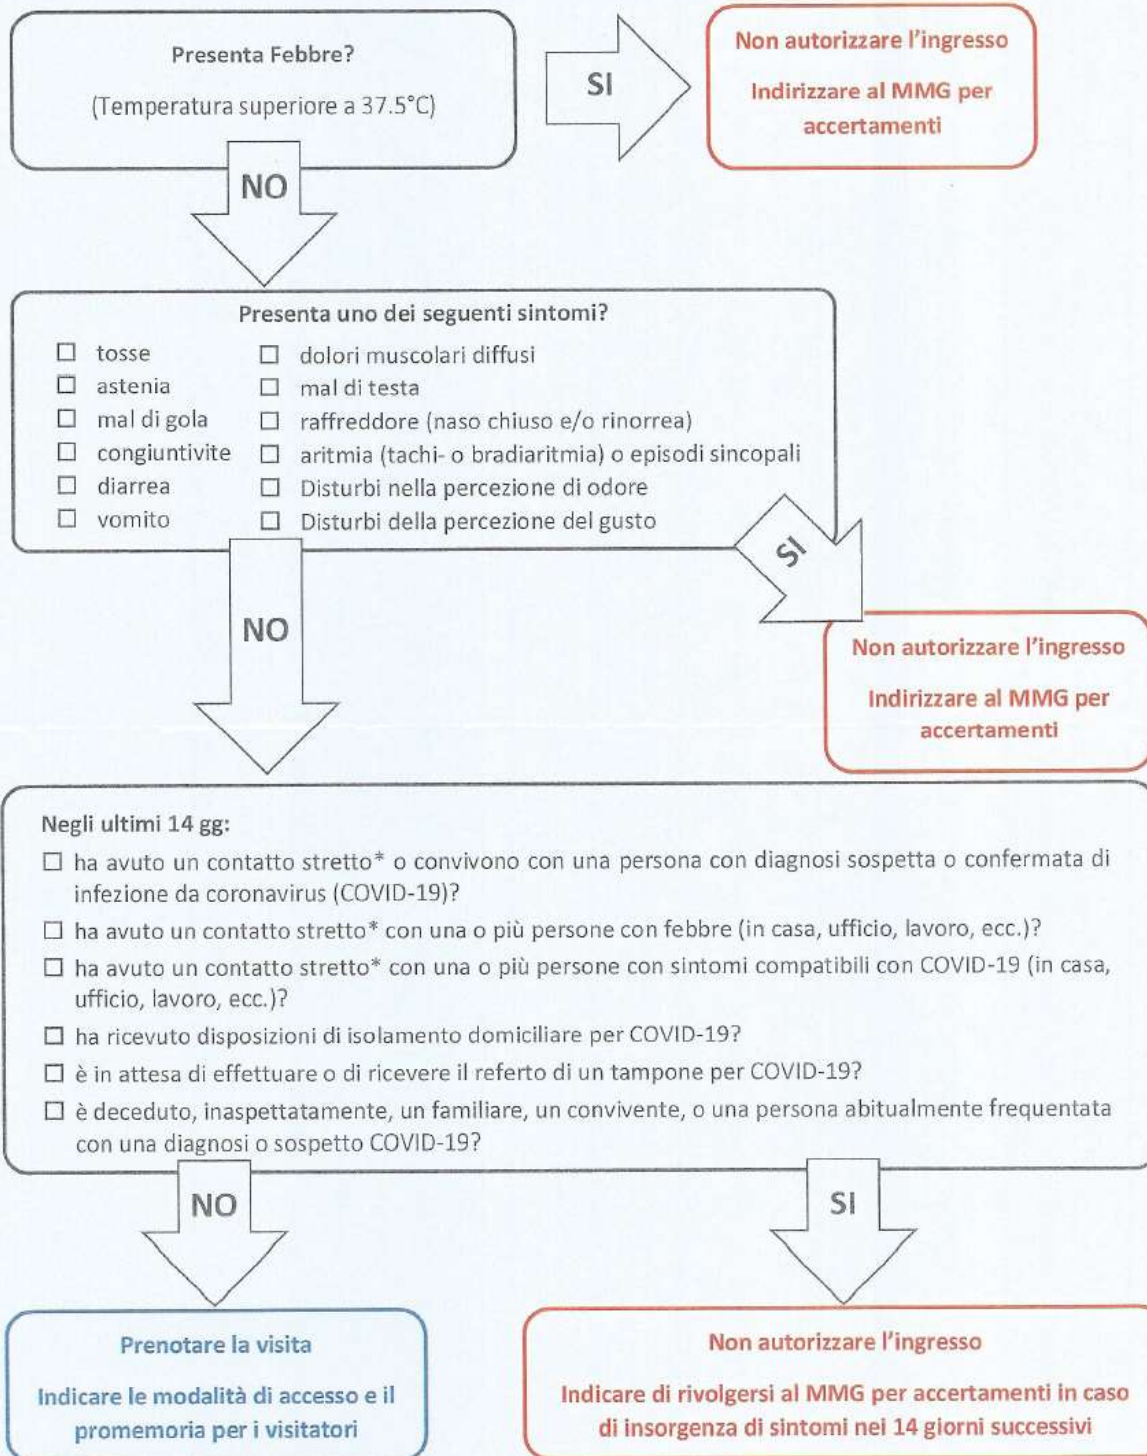 Presenta Febbre?
(Temperatura superiore a 37.5°C)
SI
Non autorizzare l'ingresso
Indirizzare al MMG per
accertamenti
NO
Presenta uno dei seguenti sintomi?
☐ tosse
☐ astenia
☐ mal di gola
☐ congiuntivite
☐ diarrea
☐ vomito
☐ dolori muscolari diffusi
☐ mal di testa
☐ raffreddore (naso chiuso e/o rinorrea)
☐ aritmia (tachi- o bradiaritmia) o episodi sincopali
☐ Disturbi nella percezione di odore
☐ Disturbi della percezione del gusto
SI
NO
Non autorizzare l'ingresso
Indirizzare al MMG per
accertamenti
Negli ultimi 14 gg:
☐ ha avuto un contatto stretto* o convivono con una persona con diagnosi sospetta o confermata di
infezione da coronavirus (COVID-19)?
☐ ha avuto un contatto stretto* con una o più persone con febbre (in casa, ufficio, lavoro, ecc.)?
☐ ha avuto un contatto stretto* con una o più persone con sintomi compatibili con COVID-19 (in casa,
ufficio, lavoro, ecc.)?
☐ ha ricevuto disposizioni di isolamento domiciliare per COVID-19?
☐ è in attesa di effettuare o di ricevere il referto di un tampone per COVID-19?
☐ è deceduto, inaspettatamente, un familiare, un convivente, o una persona abitualmente frequentata
con una diagnosi o sospetto COVID-19?
NO
SI
Prenotare la visita
Indicare le modalità di accesso e il
promemoria per i visitatori
Non autorizzare l'ingresso
Indicare di rivolgersi al MMG per accertamenti in caso
di insorgenza di sintomi nei 14 giorni successivi